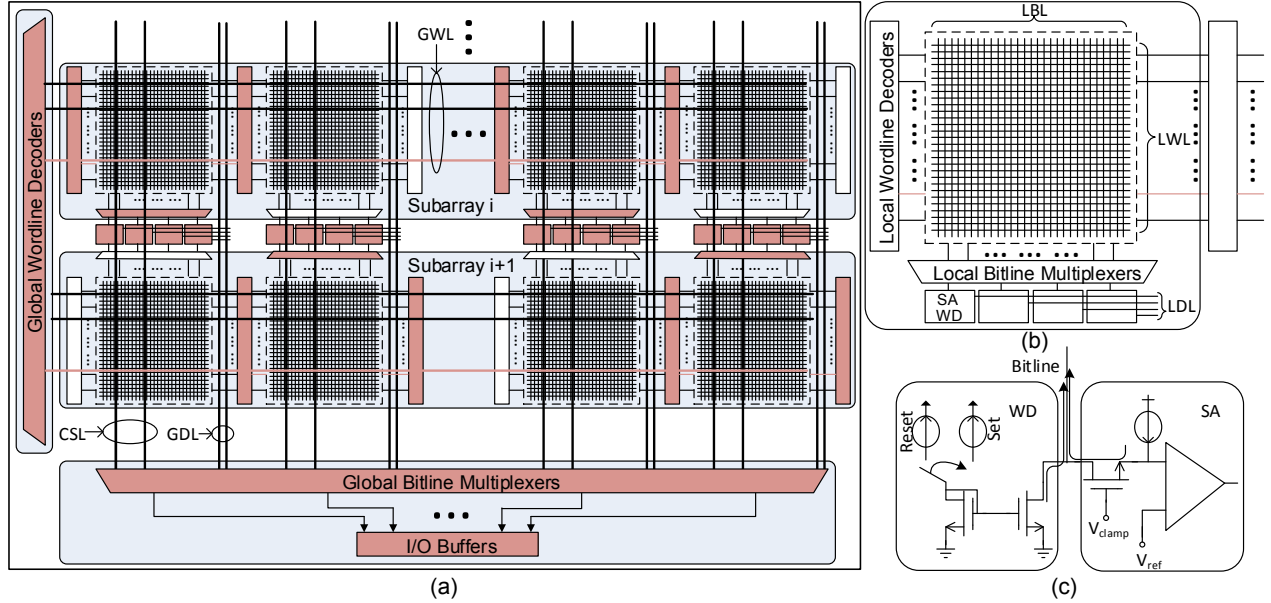 Global Wordline Decoders
GWL
Subarray i
Subarray i+1
CSL
GDL
Global Bitline Multiplexers
I/O Buffers
(a)
LBL
Local Wordline Decoders
LWL
Local Bitline Multiplexers
SA
WD
LDL
(b)
Bitline
Reset
Set
WD
SA
Vclamp
Vref
(c)